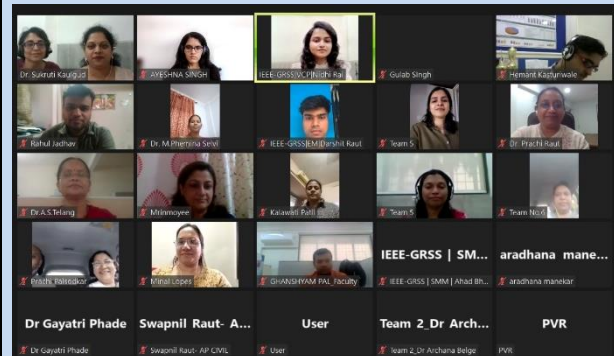 Dr. Sukruti Kaulgud
AYESHNA SINGH
IEEE-GRSS|VCP|Nidhi Rai
Gulab Singh
Hemant Kasturiwale
Rahul Jadhav
Dr. M.Phemina Selvi
IEEE-GRSS|EM|Darshil Raut
Team 5
Dr. Prachi Raut
Dr.A.S.Telang
Mrinmoyee
Kalawati Patil
Team 5
Team No.6
Prachi
Minal Lopes
GHANSHYAM PAL_Faculty
IEEE-GRSS | SM...
IEEE-GRSS | SMM | Ahad Bh...
aradhana mane...
aradhana manekar
Dr Gayatri Phade
Dr Gayatri Phade
Swapnil Raut- A...
Swapnil Raut- AP CIVIL
User
User
Team 2_Dr Arch...
Team 2_Dr Archana Belge
PVR
PVR